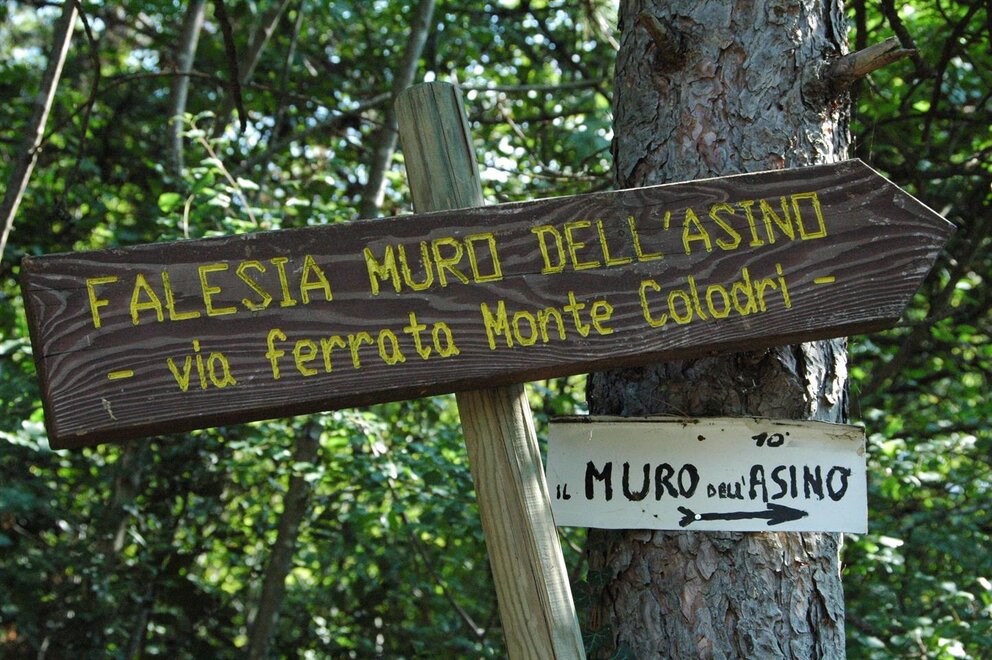 FALESIA MURO DELL'ASINO
- via ferrata Monte Colodri -
10'
IL MURO DELL'ASINO